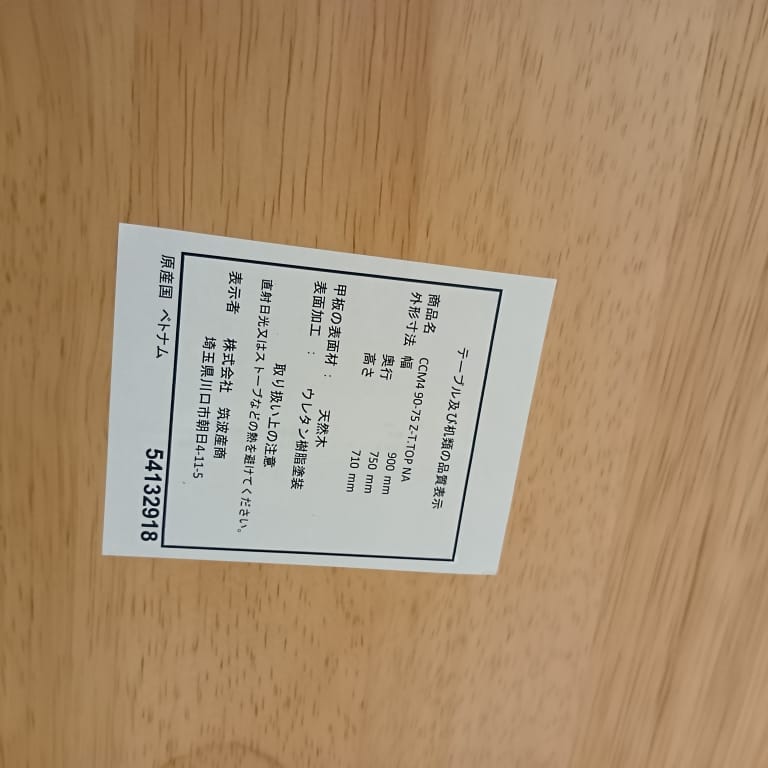 テーブル及び机類の品質表示
商品名 CCM4 90-75 Z-T.TOP NA
外形寸法 幅 900 mm
奥行 750 mm
高さ 710 mm
甲板の表面材 : 天然木
表面加工 : ウレタン樹脂塗装
取り扱い上の注意
直射日光又はストーブなどの熱を避けてください。
表示者 株式会社 筑波産商
埼玉県川口市朝日4-11-5
原産国 ベトナム 54132918